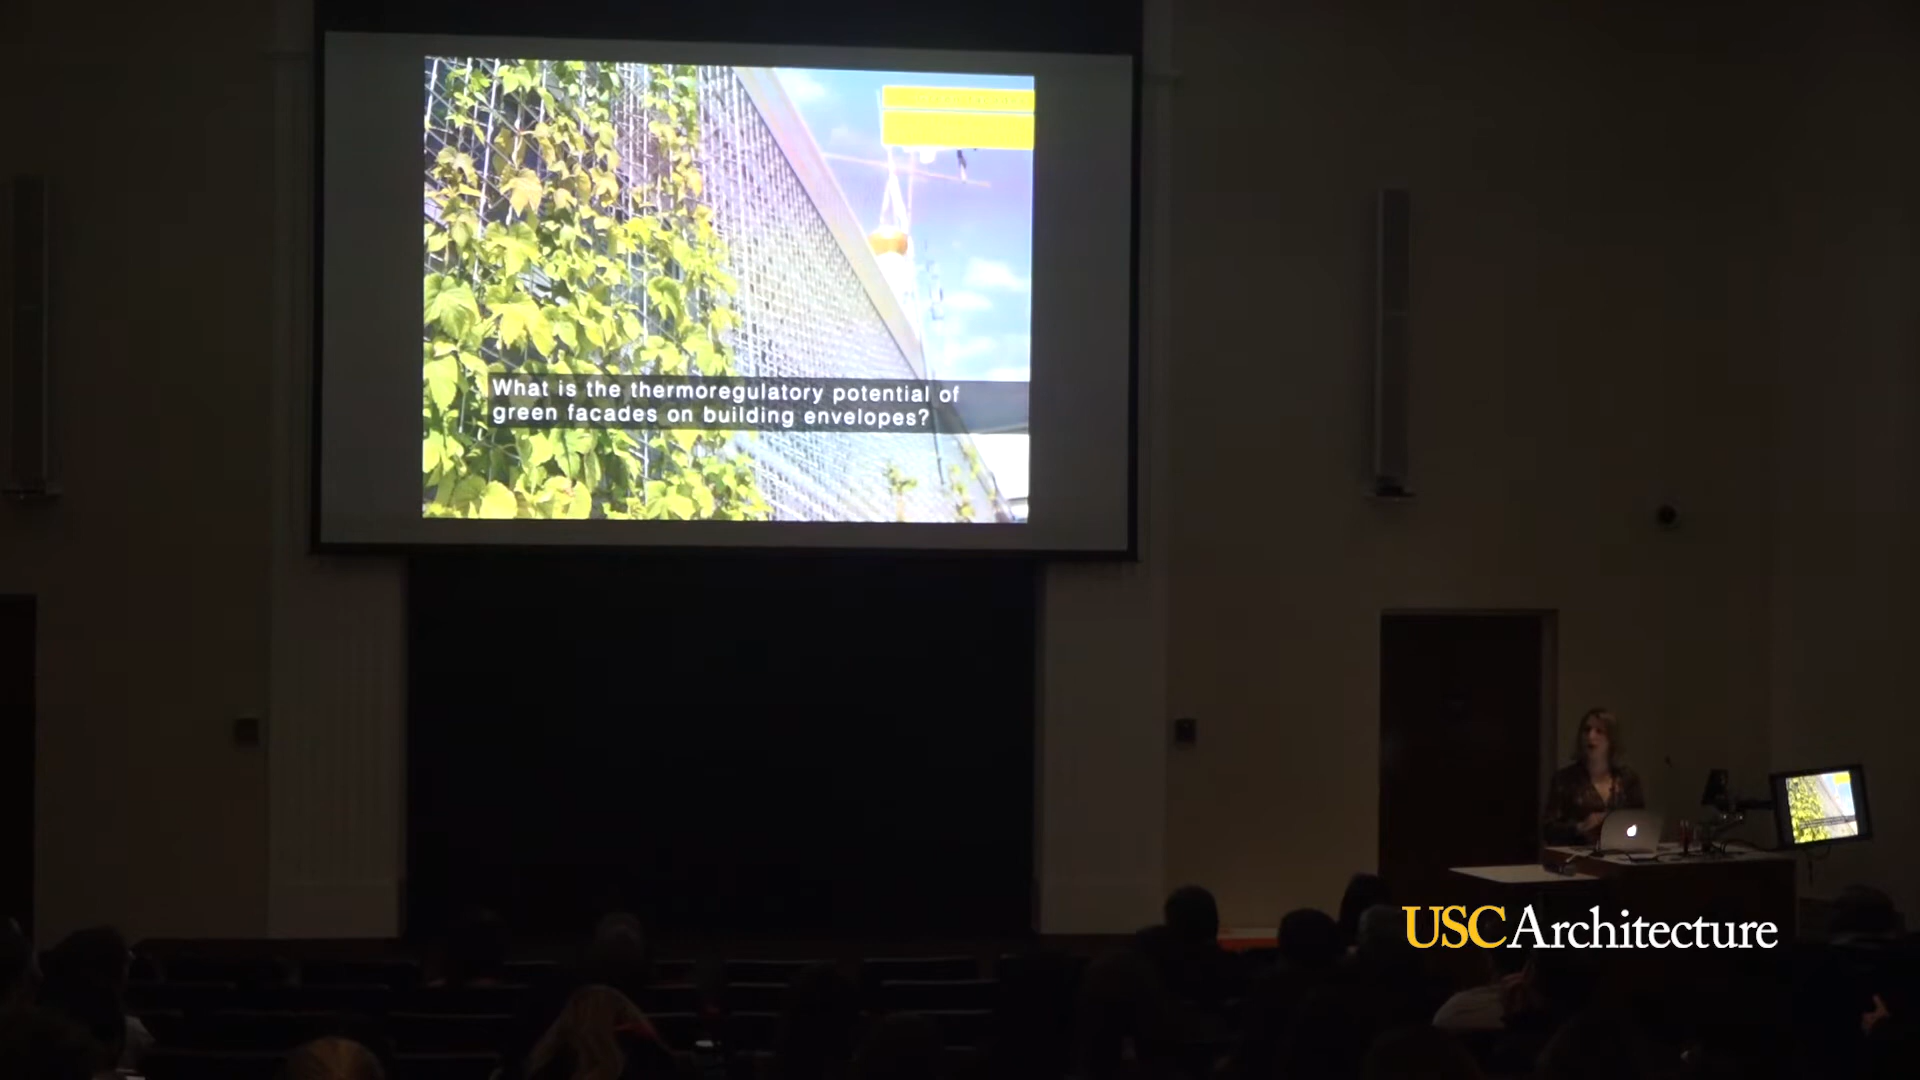 What is the thermoregulatory potential of
green facades on building envelopes?
USCArchitecture